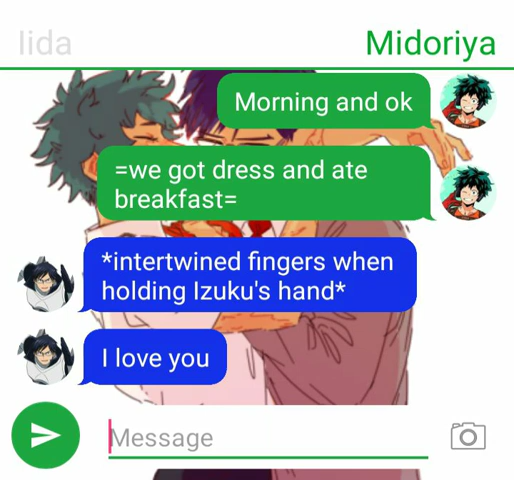 Iida Midoriya
Morning and ok
=we got dress and ate
breakfast=
*intertwined fingers when
holding Izuku's hand*
I love you
Message